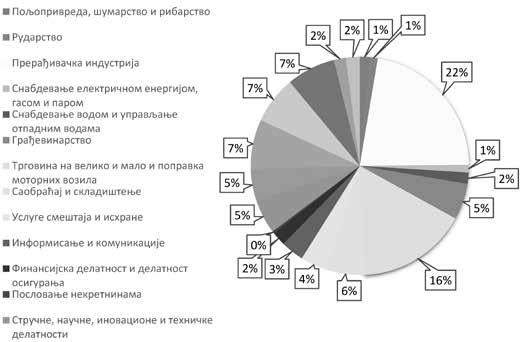 Пољопривреда, шумарство и рибарство
Рударство
Прерађивачка индустрија
Снабдевање електричном енергијом,
гасом и паром
Снабдевање водом и управљање
отпадним водама
Грађевинарство
Трговина на велико и мало и поправка
моторних возила
Саобраћај и складиштење
Услуге смештаја и исхране
Информисање и комуникације
Финансијска делатност и делатност
осигурања
Пословање некретнинама
Стручне, научне, иновационе и техничке
делатности
1%
1%
22%
1%
2%
5%
16%
6%
4%
3%
2%
0%
5%
5%
7%
7%
7%
2%
2%